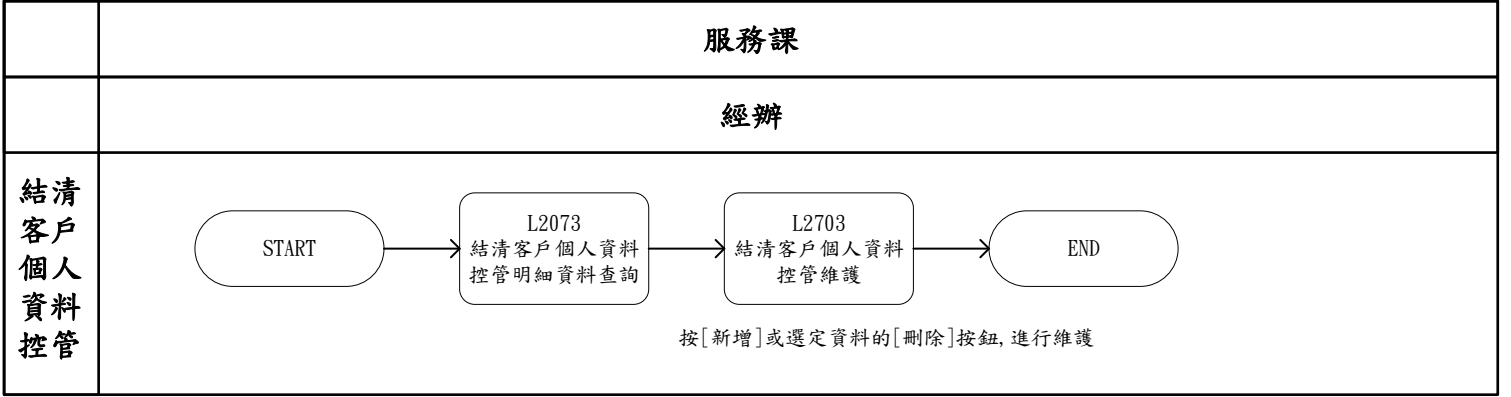 服務課
經辦
結清
客戶
個人
資料
控管
START
L2073
結清客戶個人資料
控管明細資料查詢
L2703
結清客戶個人資料
控管維護
END
按[新增]或選定資料的[刪除]按鈕,進行維護